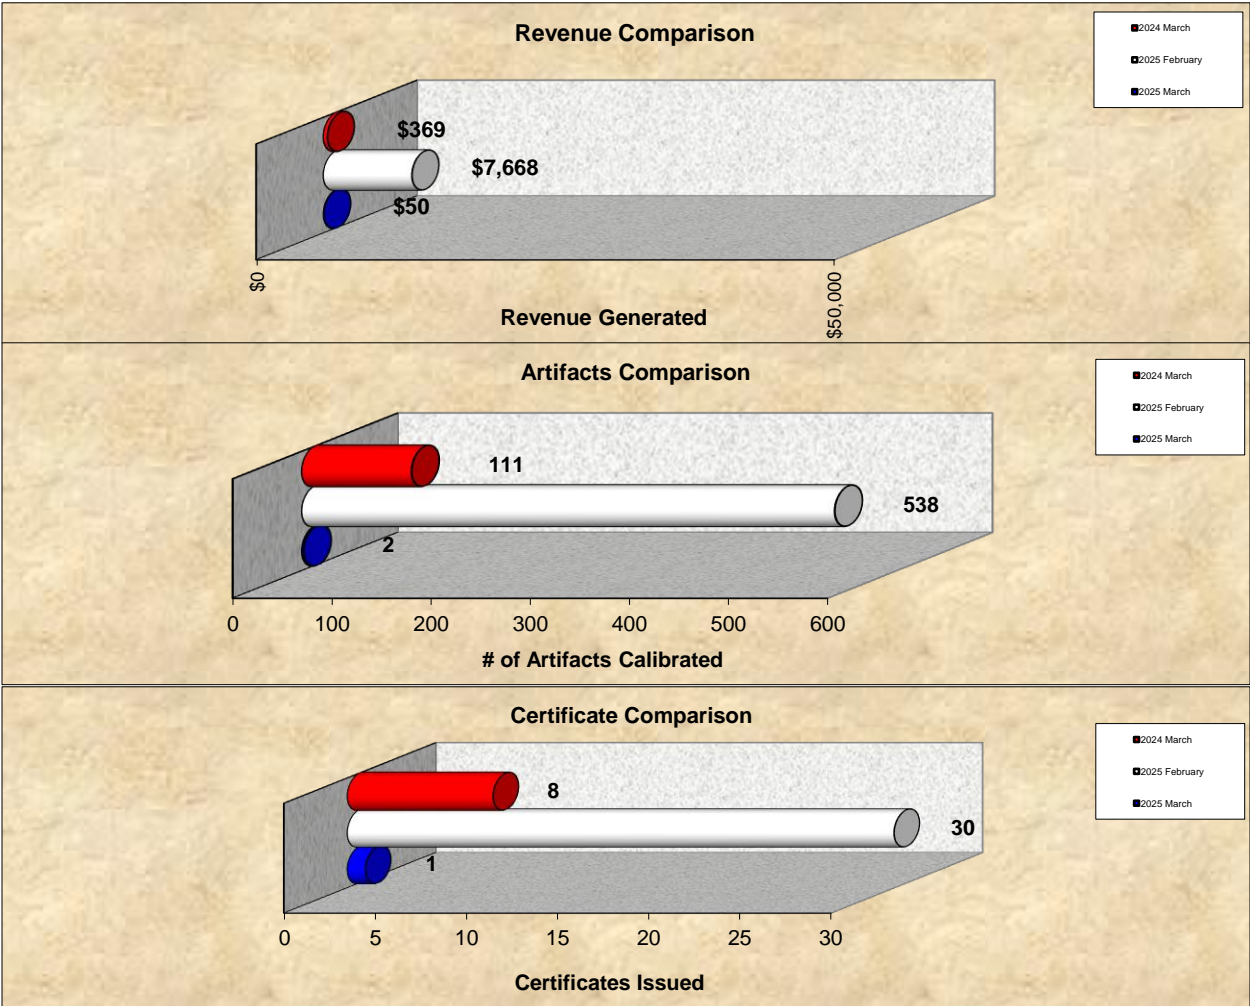 Revenue Comparison
2024 March
2025 February
2025 March
$369
$7,668
$50
$0
$50,000
Revenue Generated
Artifacts Comparison
2024 March
2025 February
2025 March
111
538
2
0 100 200 300 400 500 600
# of Artifacts Calibrated
Certificate Comparison
2024 March
2025 February
2025 March
8
30
1
0 5 10 15 20 25 30
Certificates Issued